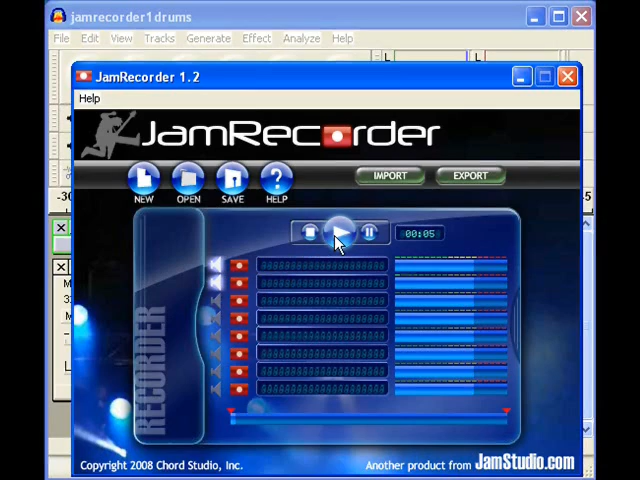 jamrecorder1drums
File Edit View Tracks Generate Effect Analyze Help
L L
JamRecorder 1.2
Help
JamRecorder
IMPORT EXPORT
NEW OPEN SAVE HELP
-30
00:05
RECORDER
Copyright 2008 Chord Studio, Inc. Another product from JamStudio.com